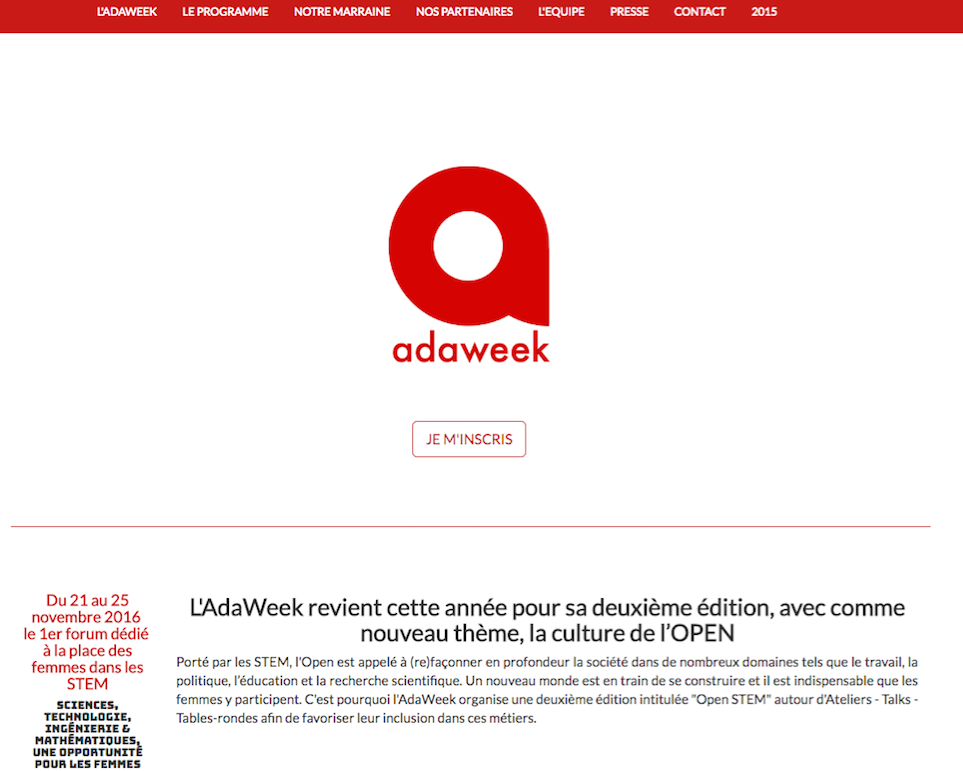 L'ADAWEEK LE PROGRAMME NOTRE MARRAINE NOS PARTENAIRES L'EQUIPE PRESSE CONTACT 2015
adaweek
JE M'INSCRIS
Du 21 au 25
novembre 2016
le 1er forum dédié
à la place des
femmes dans les
STEM
SCIENCES,
TECHNOLOGIE,
INGÉNIERIE &
MATHÉMATIQUES,
UNE OPPORTUNITÉ
POUR LES FEMMES
L'AdaWeek revient cette année pour sa deuxième édition, avec comme
nouveau thème, la culture de l’OPEN
Porté par les STEM, l'Open est appelé à (re)façonner en profondeur la société dans de nombreux domaines tels que le travail, la
politique, l’éducation et la recherche scientifique. Un nouveau monde est en train de se construire et il est indispensable que les
femmes y participent. C'est pourquoi l'AdaWeek organise une deuxième édition intitulée "Open STEM" autour d'Ateliers - Talks -
Tables-rondes afin de favoriser leur inclusion dans ces métiers.